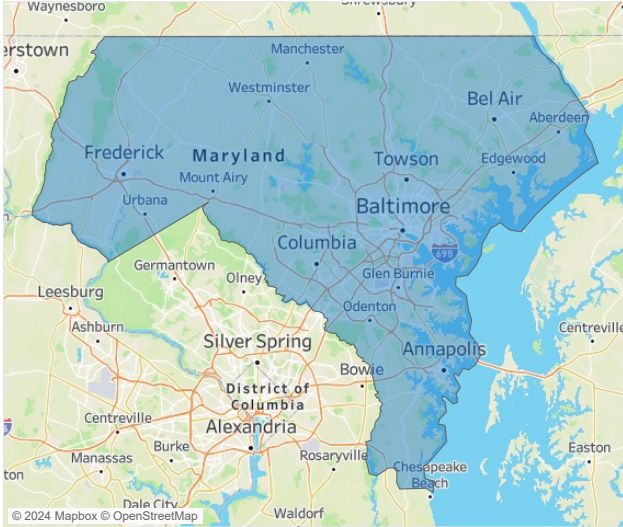 Waynesboro
Shrewsbury
erstown
Manchester
Westminster
Bel Air
Aberdeen
Frederick
Maryland
Towson
Edgewood
Mount Airy
Urbana
Baltimore
Columbia
695
Germantown
Glen Burnie
Olney
Leesburg
Odenton
Ashburn
Centreville
Silver Spring
Annapolis
Bowie
District of
Columbia
Centreville
Alexandria
Burke
Rosaryville
Easton
Manassas
Chesapeake
Beach
ton
Dale City
Waldorf
© 2024 Mapbox © OpenStreetMap